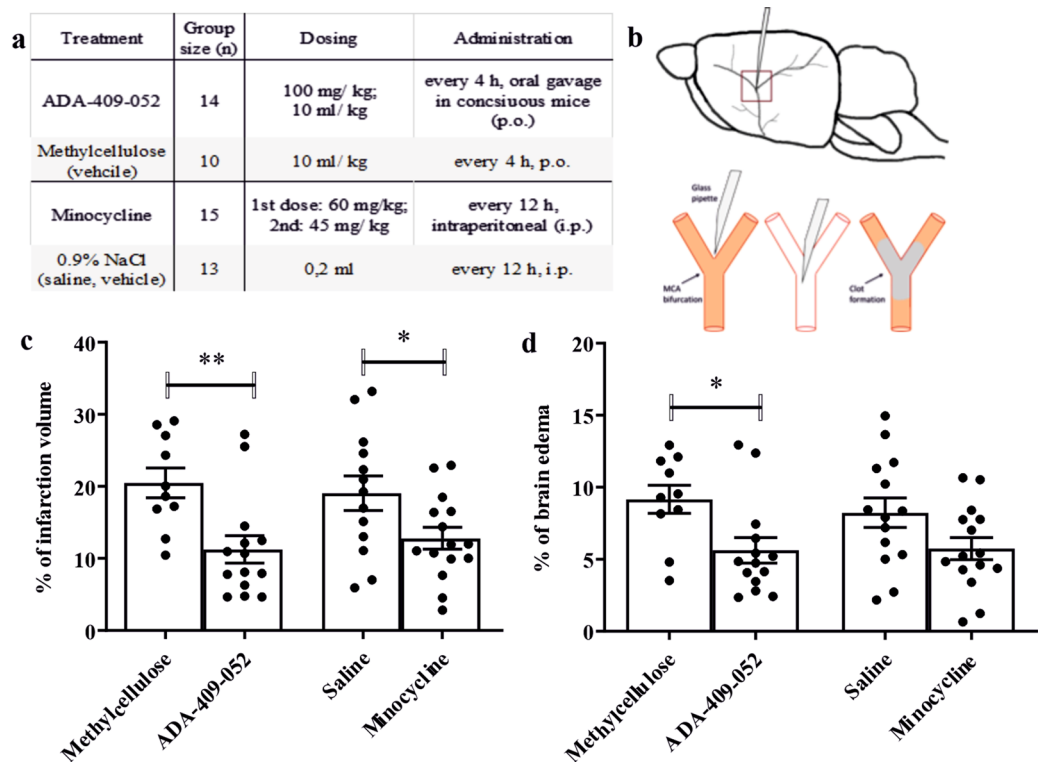 a
Treatment
Group
size (n)
Dosing
Administration
ADA-409-052
14
100 mg/ kg;
10 ml/ kg
every 4 h, oral gavage
in concsiuous mice
(p.o.)
Methylcellulose
(vehcile)
10
10 ml/ kg
every 4 h, p.o.
Minocycline
15
1st dose: 60 mg/kg;
2nd: 45 mg/ kg
every 12 h,
intraperitoneal (i.p.)
0.9% NaCl
(saline, vehicle)
13
0,2 ml
every 12 h, i.p.
b
Glass
pipette
MCA
bifurcation
Clot
formation
c
% of infarction volume
40
30
20
10
0
**
*
Methylcellulose
ADA-409-052
Saline
Minocycline
d
% of brain edema
20
15
10
5
0
*
Methylcellulose
ADA-409-052
Saline
Minocycline